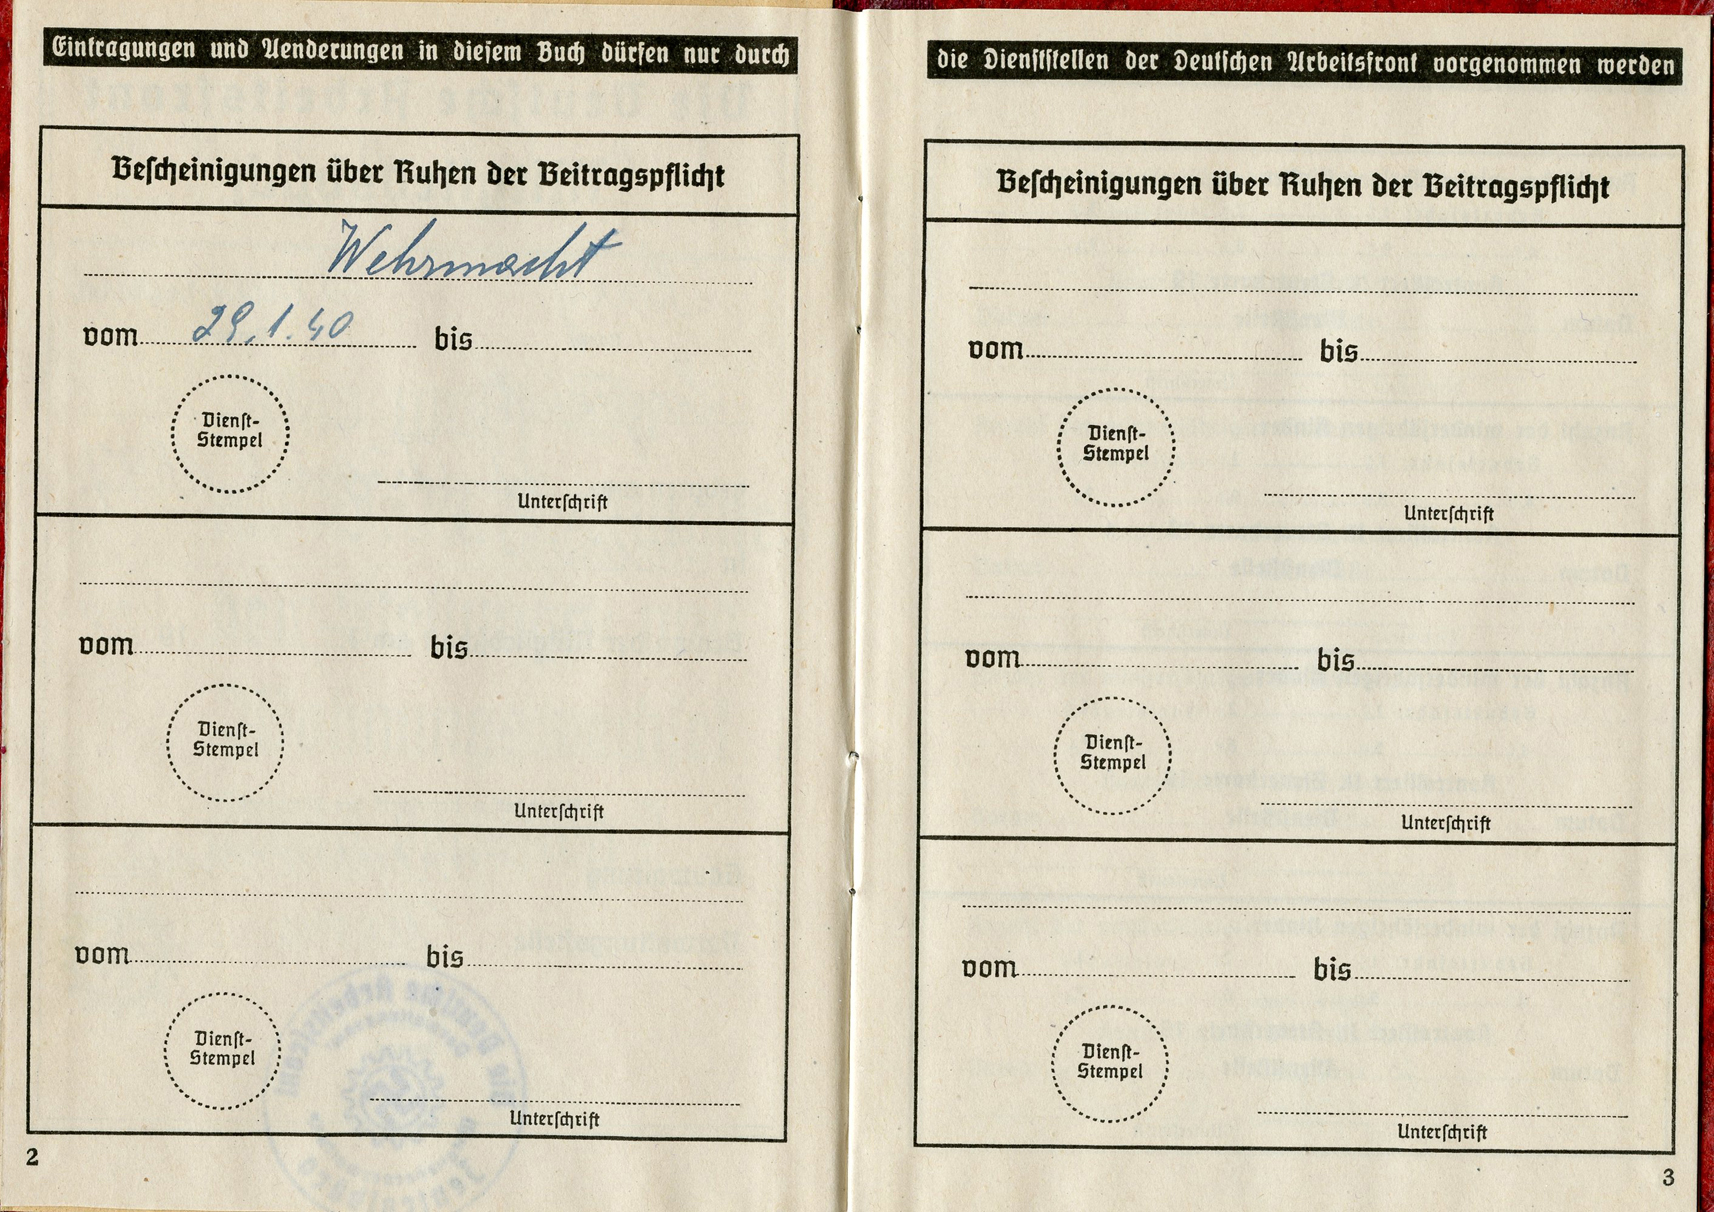 Eintragungen und Aenderungen in diesem Buch dürfen nur durch
Bescheinigungen über Ruhen der Beitragspflicht
Wehrmacht
vom 29.1.40 bis
Dienst-
Stempel
Unterschrift
vom bis
Dienst-
Stempel
Unterschrift
vom bis
Dienst-
Stempel
Unterschrift
2
die Dienststellen der Deutschen Arbeitsfront vorgenommen werden
Bescheinigungen über Ruhen der Beitragspflicht
vom bis
Dienst-
Stempel
Unterschrift
vom bis
Dienst-
Stempel
Unterschrift
vom bis
Dienst-
Stempel
Unterschrift
3